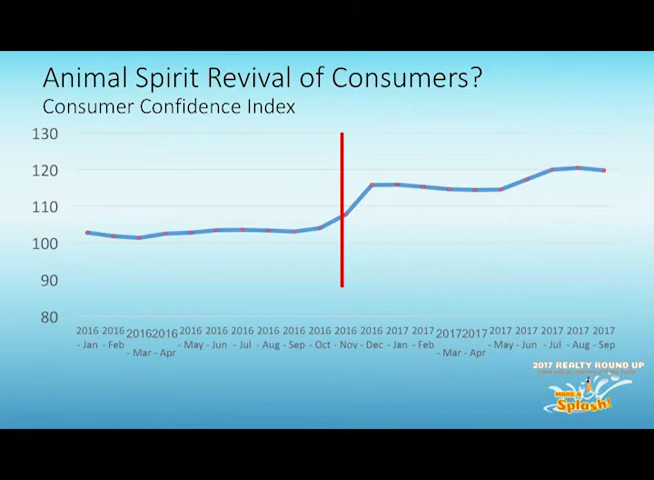 Animal Spirit Revival of Consumers?
Consumer Confidence Index
130
120
110
100
90
80
2016 - Jan
2016 - Feb
2016 - Mar
2016 - Apr
2016 - May
2016 - Jun
2016 - Jul
2016 - Aug
2016 - Sep
2016 - Oct
2016 - Nov
2016 - Dec
2017 - Jan
2017 - Feb
2017 - Mar
2017 - Apr
2017 - May
2017 - Jun
2017 - Jul
2017 - Aug
2017 - Sep
2017 REALTY ROUND UP
MAKE A
Splash!